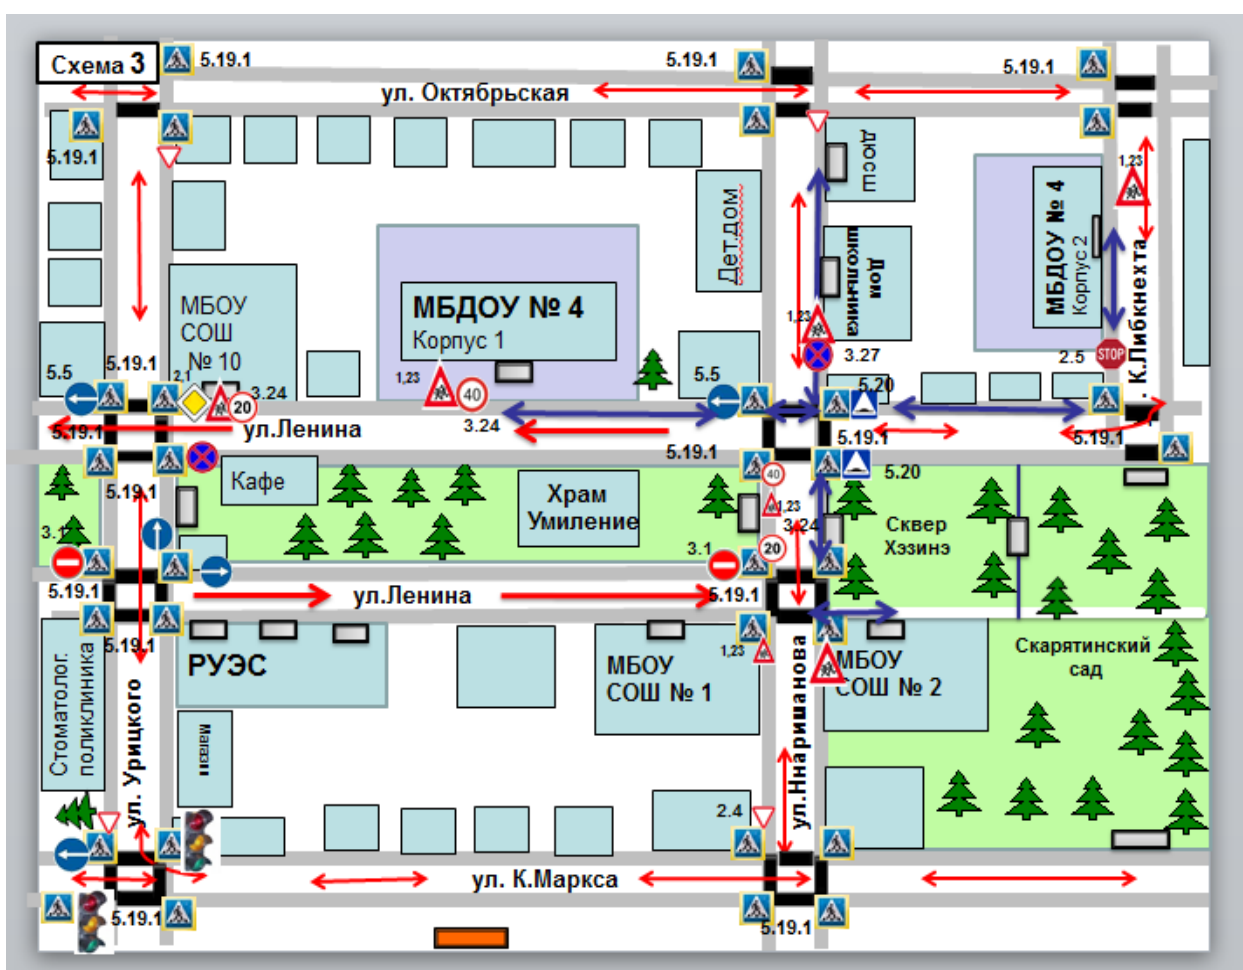 Схема 3
5.19.1
5.19.1
5.19.1
ул. Октябрьская
5.19.1
ДЮСШ
1,23
МБДОУ № 4
Корпус 2
Дет.дом
Дом
школьника
К.Либкнехта
МБОУ
СОШ
№ 10
МБДОУ № 4
Корпус 1
1,23
3.27
2.5
STOP
5.19.1
5.5
2,1
3.24
20
1,23
40
3.24
5.5
5.20
5.19.1
ул.Ленина
5.19.1
5.19.1
5.19.1
5.20
5.19.1
Кафе
Храм
Умиление
40
1,23
3.24
20
Сквер
Хэзинэ
3.1
3.1
5.19.1
ул.Ленина
5.19.1
5.19.1
Стоматолог.
поликлиника
РУЭС
МБОУ
СОШ № 1
1,23
МБОУ
СОШ № 2
Скарятинский
сад
ул. Урицкого
Магазин
ул.Ннаришанова
2.4
ул. К.Маркса
5.19.1
5.19.1